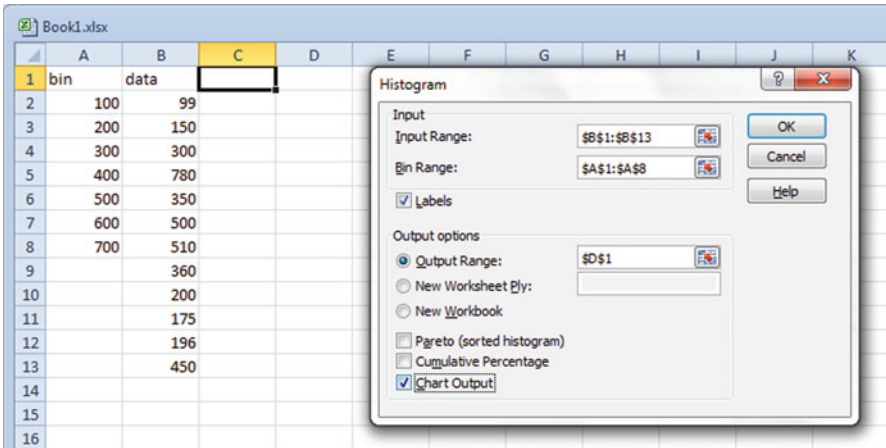 Book1.xlsx
A B C D E F G H I J K
1 bin data
2 100 99
3 200 150
4 300 300
5 400 780
6 500 350
7 600 500
8 700 510
9 360
10 200
11 175
12 196
13 450
14
15
16
Histogram
?
Input
Input Range: $B$1:$B$13
Bin Range: $A$1:$A$8
Labels
OK
Cancel
Help
Output options
Output Range: $D$1
New Worksheet Ply:
New Workbook
Pareto (sorted histogram)
Cumulative Percentage
Chart Output